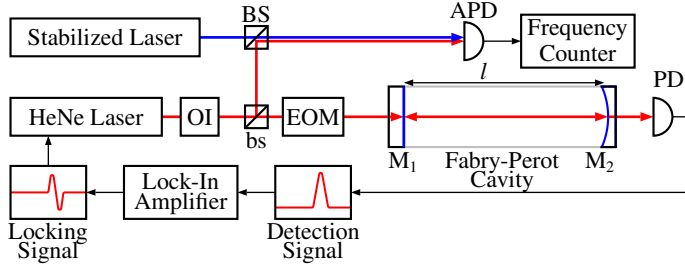 BS
APD
Stabilized Laser
Frequency
Counter
l
PD
HeNe Laser
OI
EOM
bs
M1
Fabry-Perot
Cavity
M2
Lock-In
Amplifier
Locking
Signal
Detection
Signal